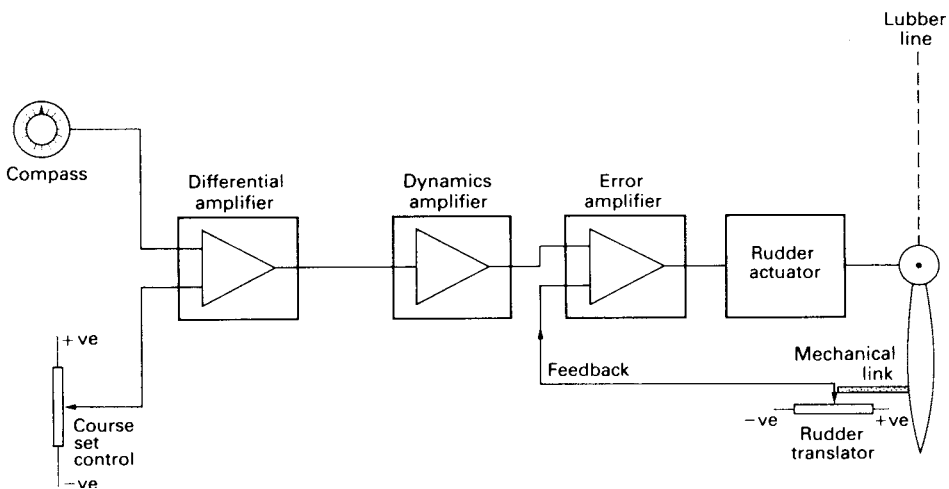 Lubber
line
Compass
Differential
amplifier
Dynamics
amplifier
Error
amplifier
Rudder
actuator
+ve
Course
set
control
−ve
Feedback
Mechanical
link
−ve
+ve
Rudder
translator